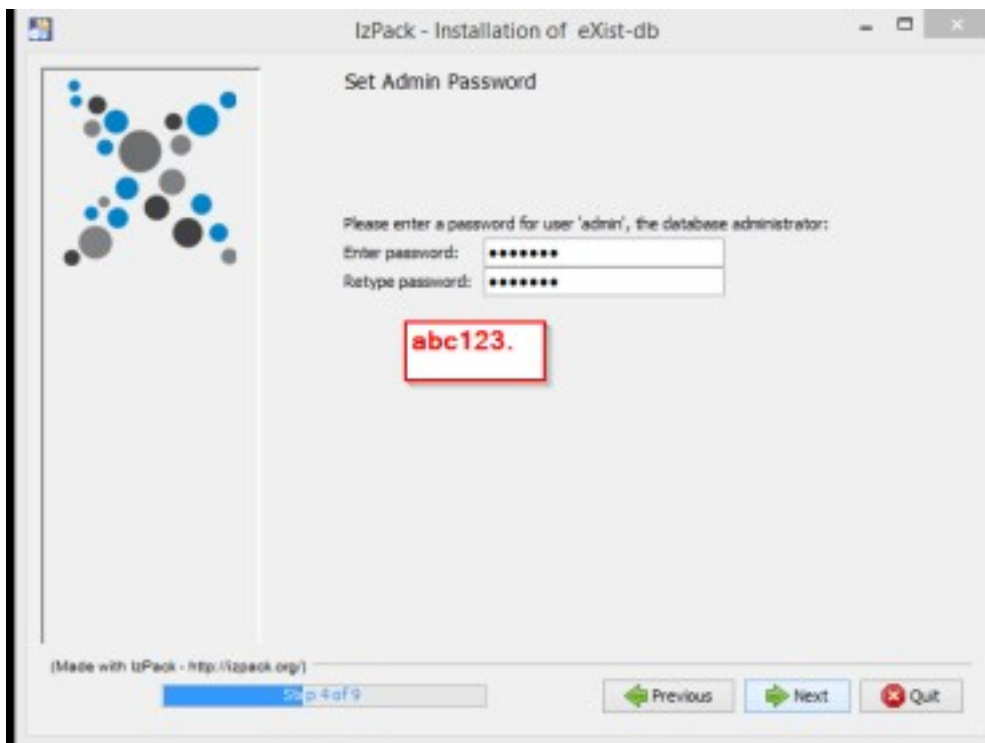 IzPack - Installation of eXist-db
Set Admin Password
Please enter a password for user 'admin', the database administrator:
Enter password: •••••••
Retype password: •••••••
abc123.
(Made with IzPack - http://izpack.org/)
Step 4 of 9
Previous
Next
Quit